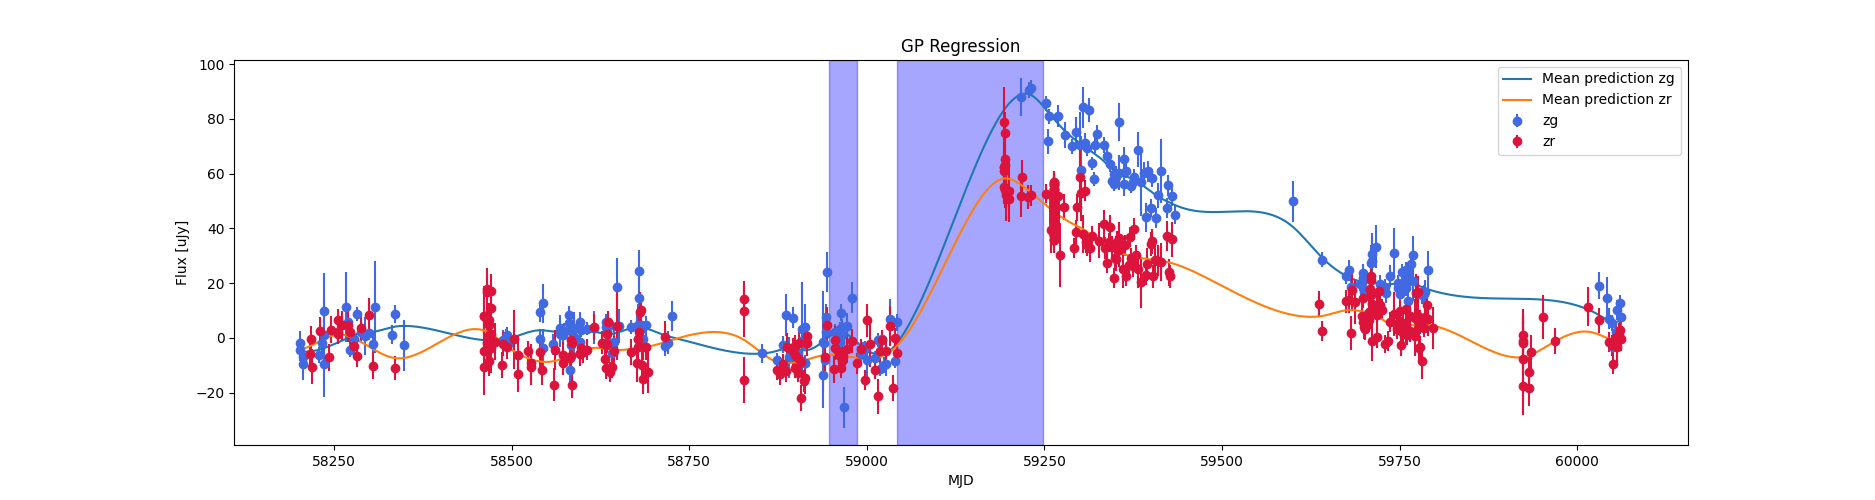 GP Regression
100
80
60
40
20
0
−20
Flux [uJy]
58250
58500
58750
59000
59250
59500
59750
60000
MJD
Mean prediction zg
Mean prediction zr
zg
zr